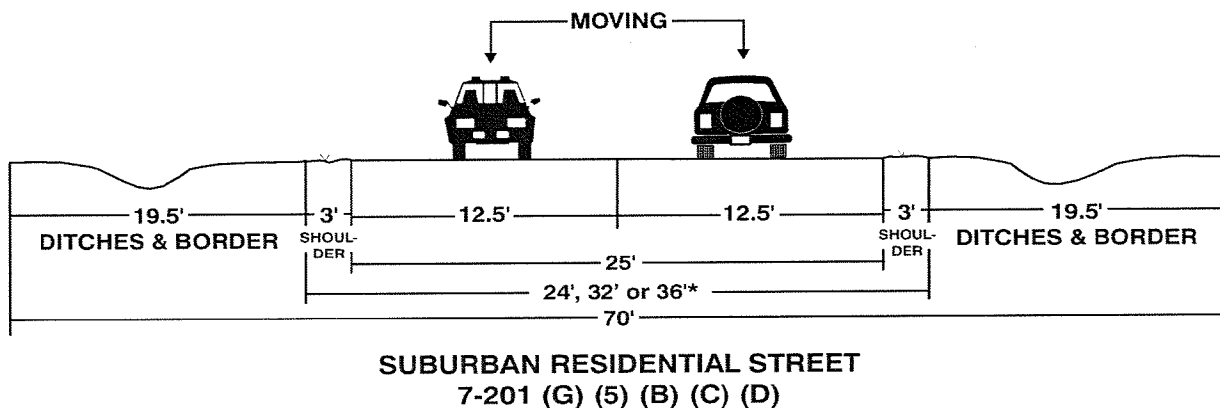 MOVING
19.5' 3' 12.5' 12.5' 3' 19.5'
DITCHES & BORDER SHOUL- SHOUL- DITCHES & BORDER
DER DER
25'
24', 32' or 36'*
70'
SUBURBAN RESIDENTIAL STREET
7-201 (G) (5) (B) (C) (D)